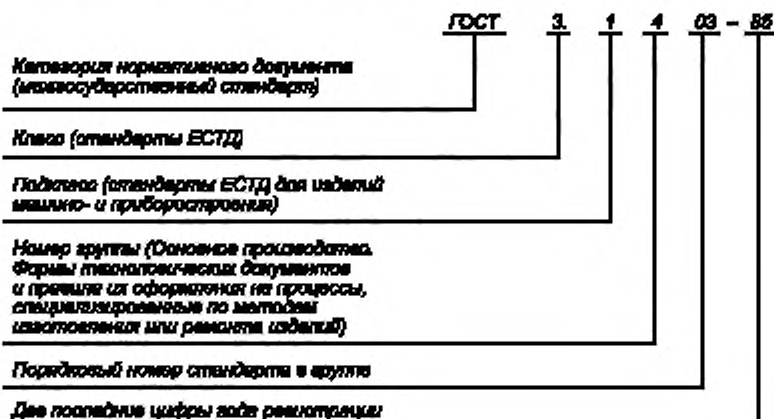 ГОСТ 3. 1 4 03 – 85
Категория нормативного документа
(межгосударственный стандарт)
Класс (стандарты ЕСТД)
Подкласс (стандарты ЕСТД для изделий
машино- и приборостроения)
Номер группы (Основное производство.
Формы технологических документов
и правила их оформления на процессы,
специализированные по методам
изготовления или ремонта изделий)
Порядковый номер стандарта в группе
Две последние цифры года регистрации